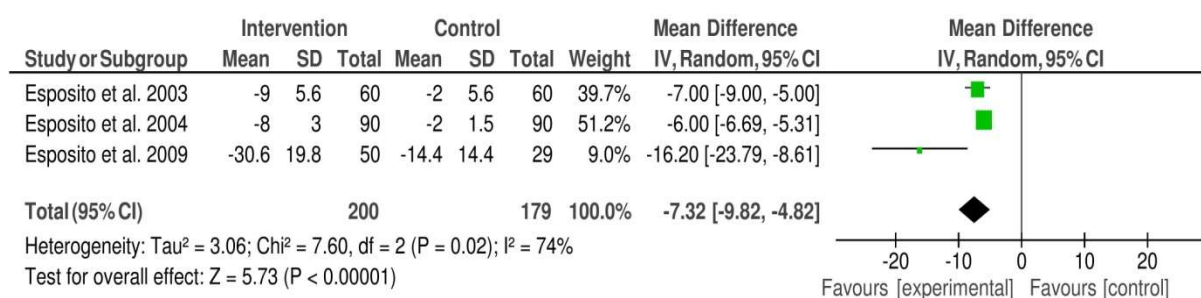 Intervention Control Mean Difference Mean Difference
Study or Subgroup Mean SD Total Mean SD Total Weight IV, Random, 95% CI IV, Random, 95% CI
Esposito et al. 2003 -9 5.6 60 -2 5.6 60 39.7% -7.00 [-9.00, -5.00]
Esposito et al. 2004 -8 3 90 -2 1.5 90 51.2% -6.00 [-6.69, -5.31]
Esposito et al. 2009 -30.6 19.8 50 -14.4 14.4 29 9.0% -16.20 [-23.79, -8.61]
Total (95% CI) 200 179 100.0% -7.32 [-9.82, -4.82]
Heterogeneity: Tau² = 3.06; Chi² = 7.60, df = 2 (P = 0.02); I² = 74%
Test for overall effect: Z = 5.73 (P < 0.00001)
-20 -10 0 10 20
Favours [experimental] Favours [control]